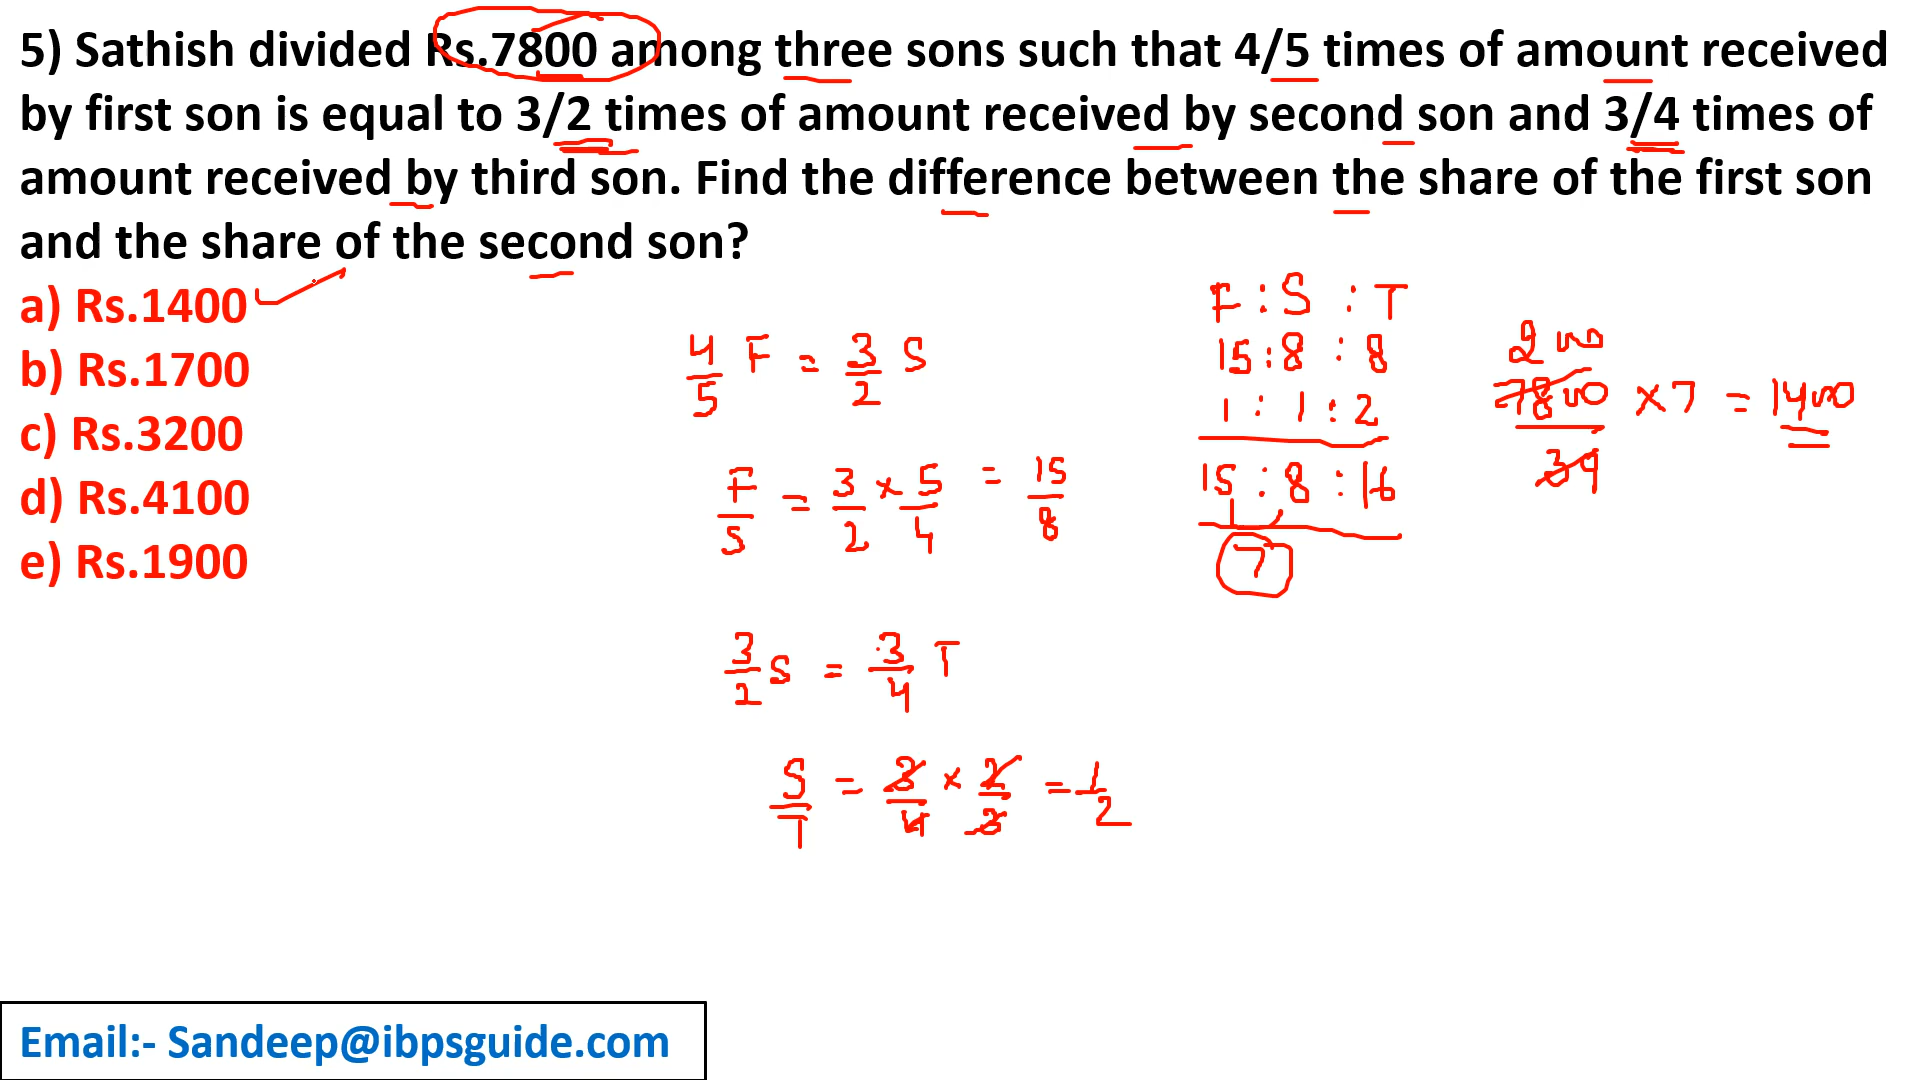 5) Sathish divided Rs.7800 among three sons such that 4/5 times of amount received
by first son is equal to 3/2 times of amount received by second son and 3/4 times of
amount received by third son. Find the difference between the share of the first son
and the share of the second son?
a) Rs.1400
b) Rs.1700
c) Rs.3200
d) Rs.4100
e) Rs.1900
4/5 F = 3/2 S
F/S = 3/2 × 5/4 = 15/8
3/2 S = 3/4 T
S/T = 3/4 × 2/3 = 1/2
F : S : T
15 : 8 : 8
1 : 1 : 2
15 : 8 : 16
7
200
7800/39 × 7 = 1400
Email:- Sandeep@ibpsguide.com